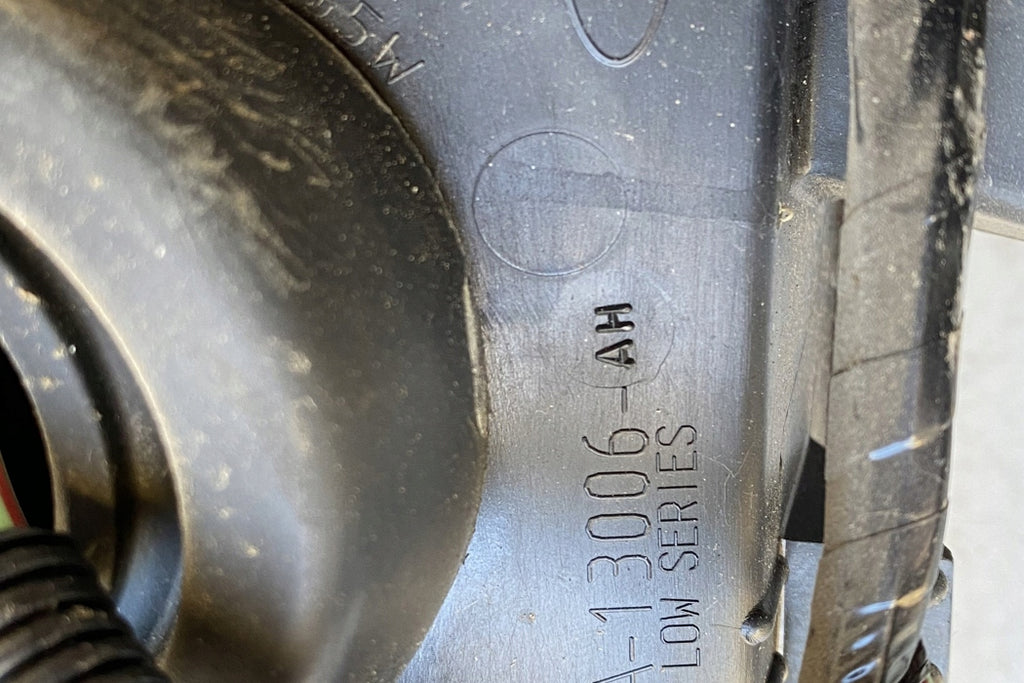 A-13006-AH
LOW SERIES